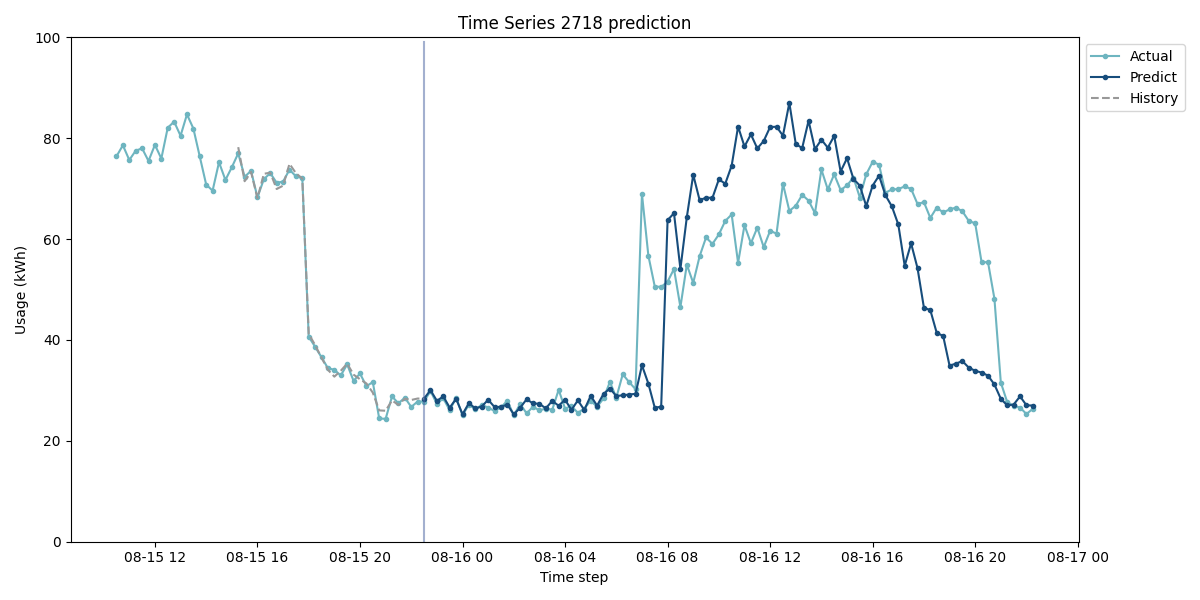 Time Series 2718 prediction
100
80
60
40
20
0
Usage (kWh)
08-15 12
08-15 16
08-15 20
08-16 00
08-16 04
08-16 08
08-16 12
08-16 16
08-16 20
08-17 00
Time step
Actual
Predict
History